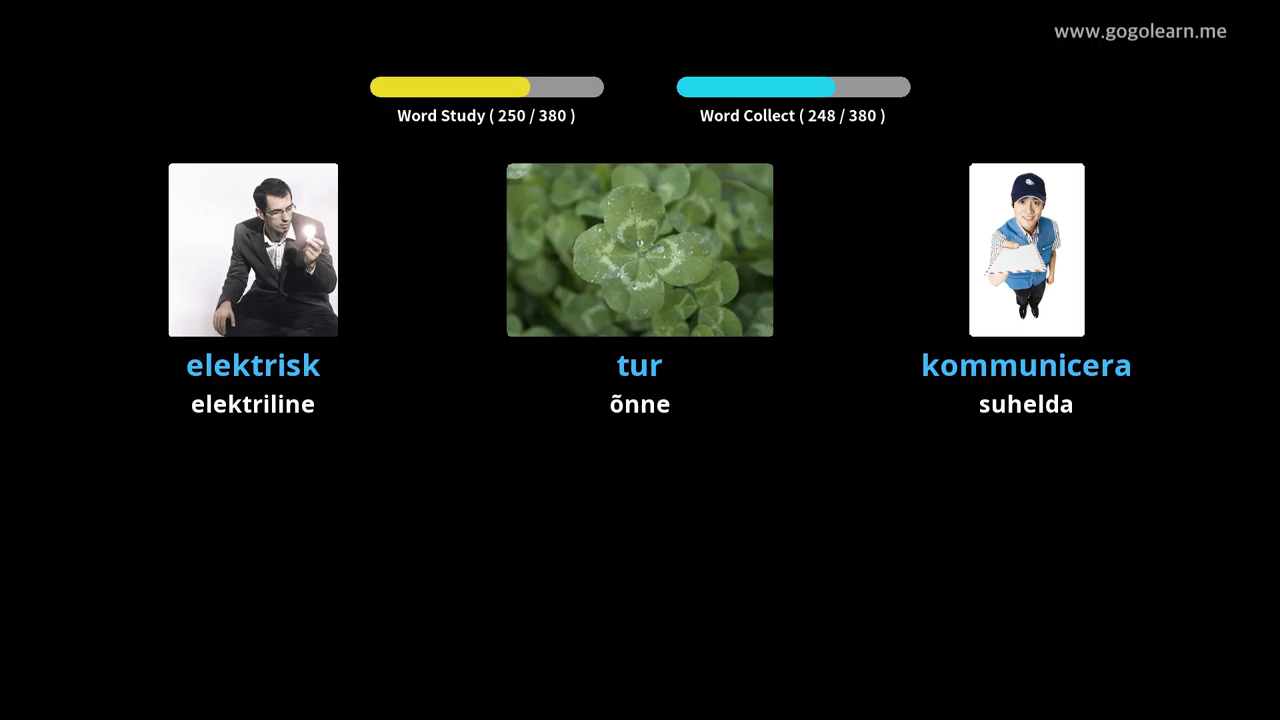 www.gogolearn.me
Word Study ( 250 / 380 )
Word Collect ( 248 / 380 )
elektrisk
elektriline
tur
õnne
kommunicera
suhelda